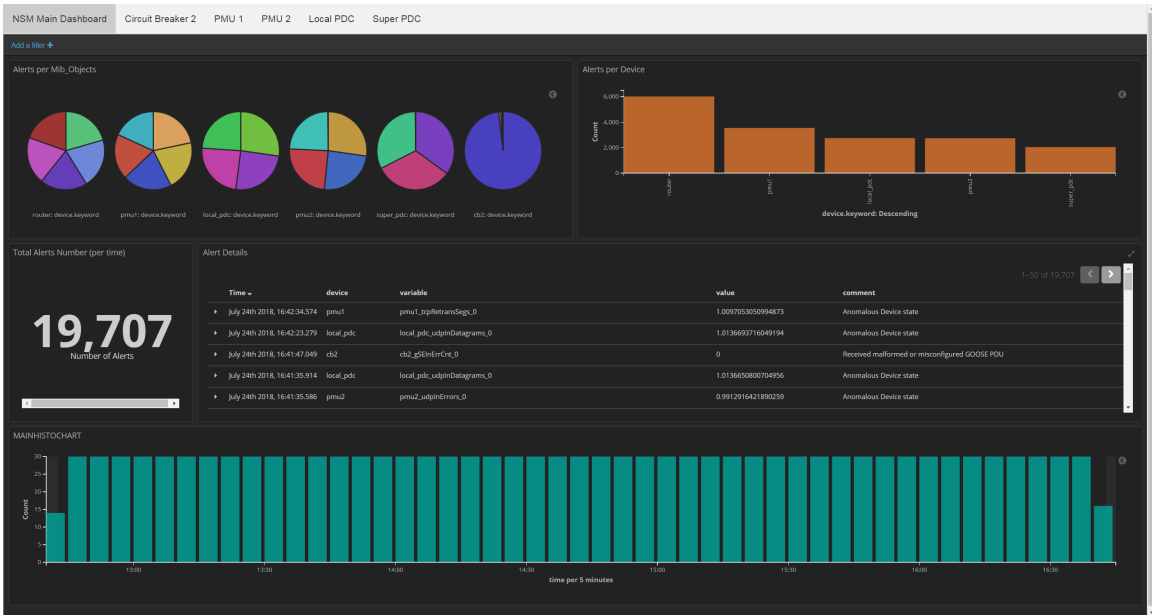 NSM Main Dashboard Circuit Breaker 2 PMU 1 PMU 2 Local PDC Super PDC
Add a filter +
Alerts per Mib_Objects
router: device.keyword pmu1: device.keyword local_pdc: device.keyword pmu2: device.keyword super_pdc: device.keyword cb2: device.keyword
Alerts per Device
6,000
4,000
2,000
0
Count
router pmu1 local_pdc pmu2 super_pdc
device.keyword: Descending
Total Alerts Number (per time)
19,707
Number of Alerts
Alert Details
1–50 of 19,707
Time device variable value comment
July 24th 2018, 16:42:34.574 pmu1 pmu1_tcpRetransSegs_0 1.0097053050994873 Anomalous Device state
July 24th 2018, 16:42:23.279 local_pdc local_pdc_udpInDatagrams_0 1.0136693716049194 Anomalous Device state
July 24th 2018, 16:41:47.049 cb2 cb2_gSEInErrCnt_0 0 Received malformed or misconfigured GOOSE PDU
July 24th 2018, 16:41:35.914 local_pdc local_pdc_udpInDatagrams_0 1.0136650800704956 Anomalous Device state
July 24th 2018, 16:41:35.586 pmu2 pmu2_udpInErrors_0 0.9912916421890259 Anomalous Device state
MAINHISTOCHART
30
25
20
15
10
5
0
Count
13:00 13:30 14:00 14:30 15:00 15:30 16:00 16:30
time per 5 minutes